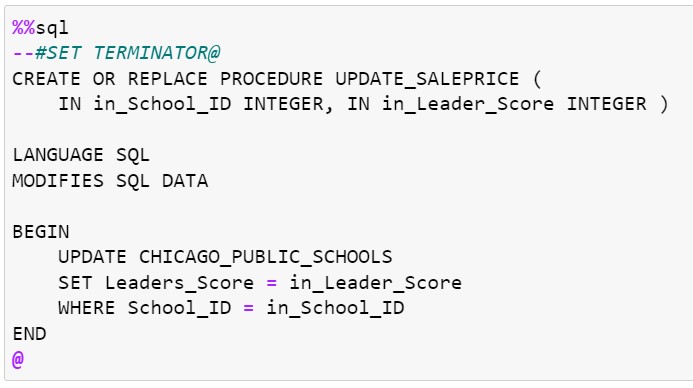 %%sql
--#SET TERMINATOR@
CREATE OR REPLACE PROCEDURE UPDATE_SALEPRICE (
    IN in_School_ID INTEGER, IN in_Leader_Score INTEGER )

LANGUAGE SQL
MODIFIES SQL DATA

BEGIN
    UPDATE CHICAGO_PUBLIC_SCHOOLS
    SET Leaders_Score = in_Leader_Score
    WHERE School_ID = in_School_ID
END
@